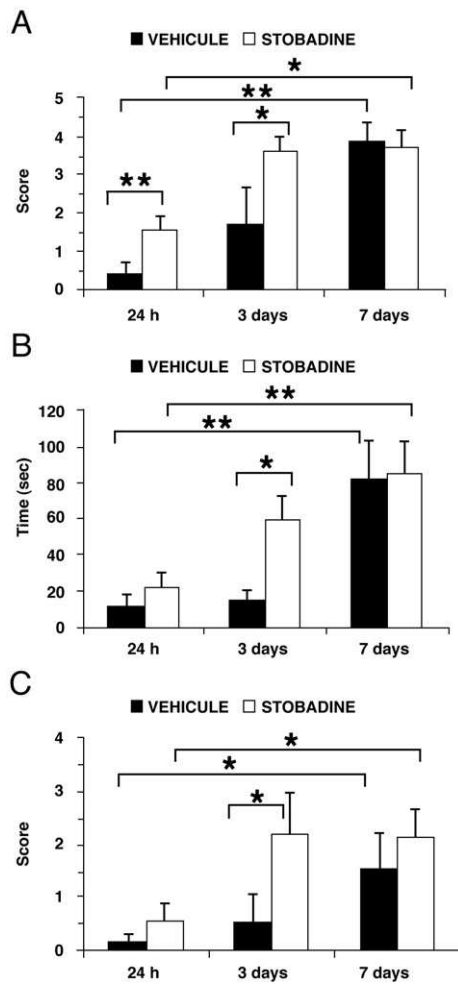 A
VEHICULE STOBADINE
*
**
*
**
5
4
3
2
1
0
Score
24 h 3 days 7 days
B
VEHICULE STOBADINE
**
**
*
120
100
80
60
40
20
0
Time (sec)
24 h 3 days 7 days
C
VEHICULE STOBADINE
*
*
*
4
3
2
1
0
Score
24 h 3 days 7 days